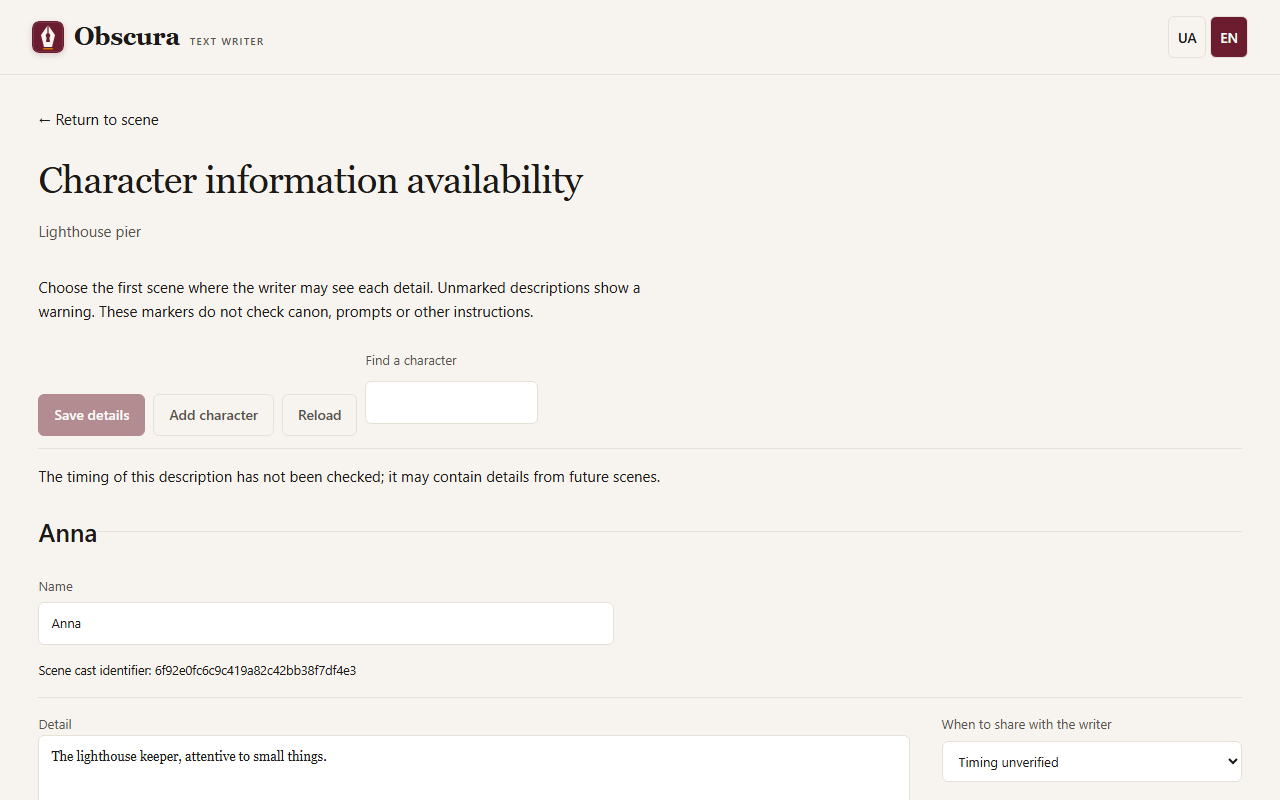 Obscura TEXT WRITER
UA EN
← Return to scene
Character information availability
Lighthouse pier
Choose the first scene where the writer may see each detail. Unmarked descriptions show a
warning. These markers do not check canon, prompts or other instructions.
Find a character
Save details Add character Reload
The timing of this description has not been checked; it may contain details from future scenes.
Anna
Name
Anna
Scene cast identifier: 6f92e0fc6c9c419a82c42bb38f7df4e3
Detail
When to share with the writer
The lighthouse keeper, attentive to small things.
Timing unverified